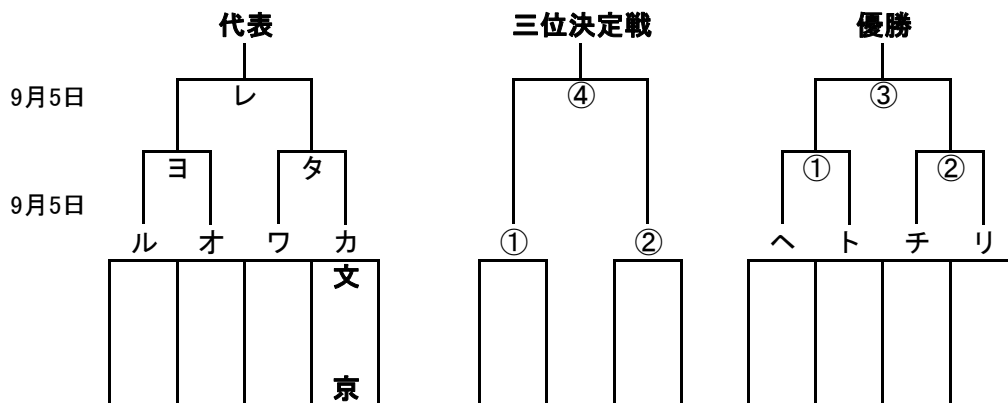 代表 三位決定戦 優勝
9月5日 レ ④ ③
ヨ タ ① ②
9月5日
ル オ ワ カ ① ② ヘ ト チ リ
文
京